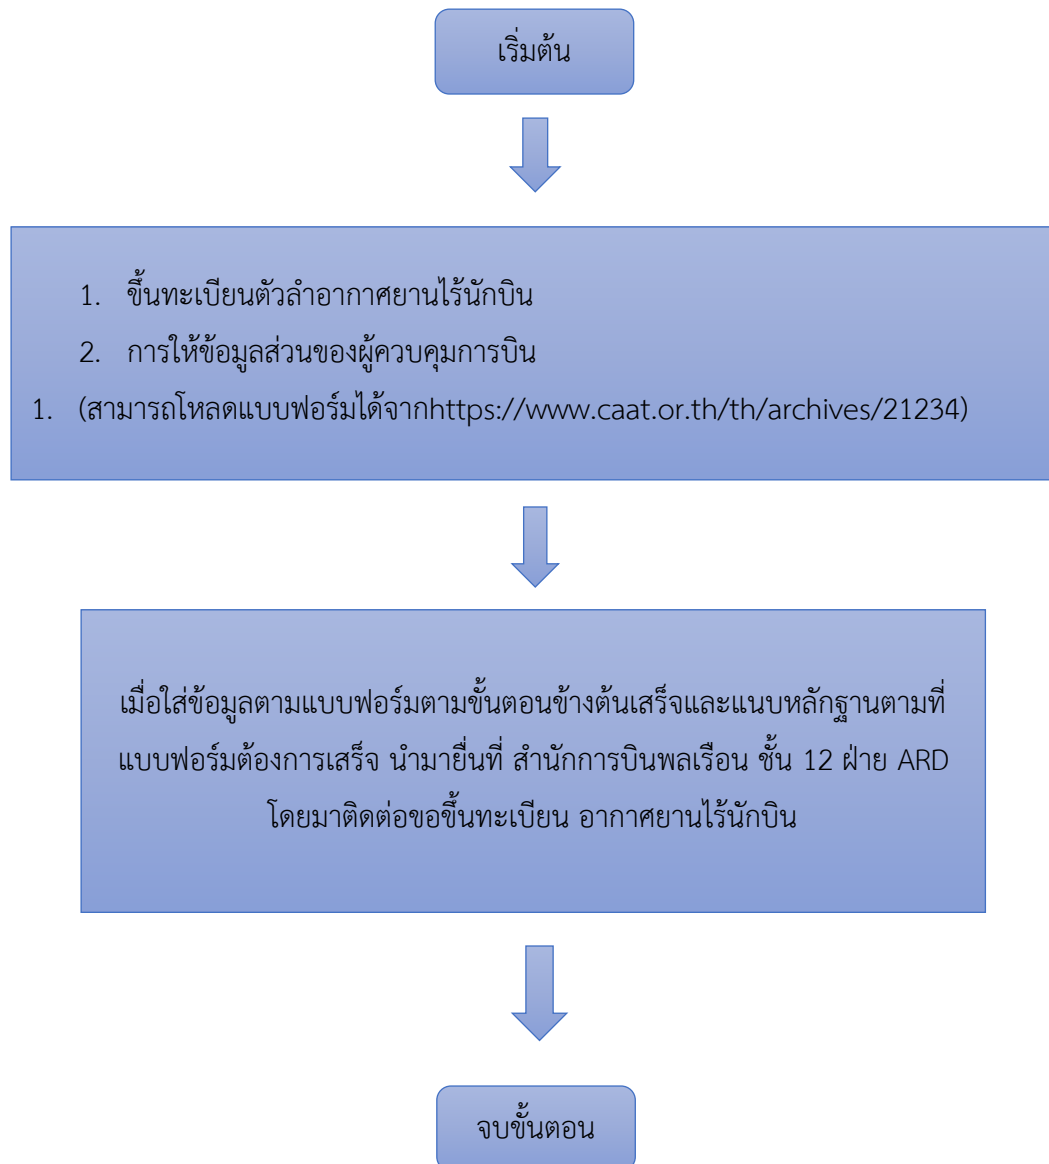 เริ่มต้น
1. ขึ้นทะเบียนตัวลำอากาศยานไร้นักบิน
2. การให้ข้อมูลส่วนของผู้ควบคุมการบิน
1. (สามารถโหลดแบบฟอร์มได้จากhttps://www.caat.or.th/th/archives/21234)
เมื่อใส่ข้อมูลตามแบบฟอร์มตามขั้นตอนข้างต้นเสร็จและแนบหลักฐานตามที่
แบบฟอร์มต้องการเสร็จ นำมายื่นที่ สำนักการบินพลเรือน ชั้น 12 ฝ่าย ARD
โดยมาติดต่อขอขึ้นทะเบียน อากาศยานไร้นักบิน
จบขั้นตอน